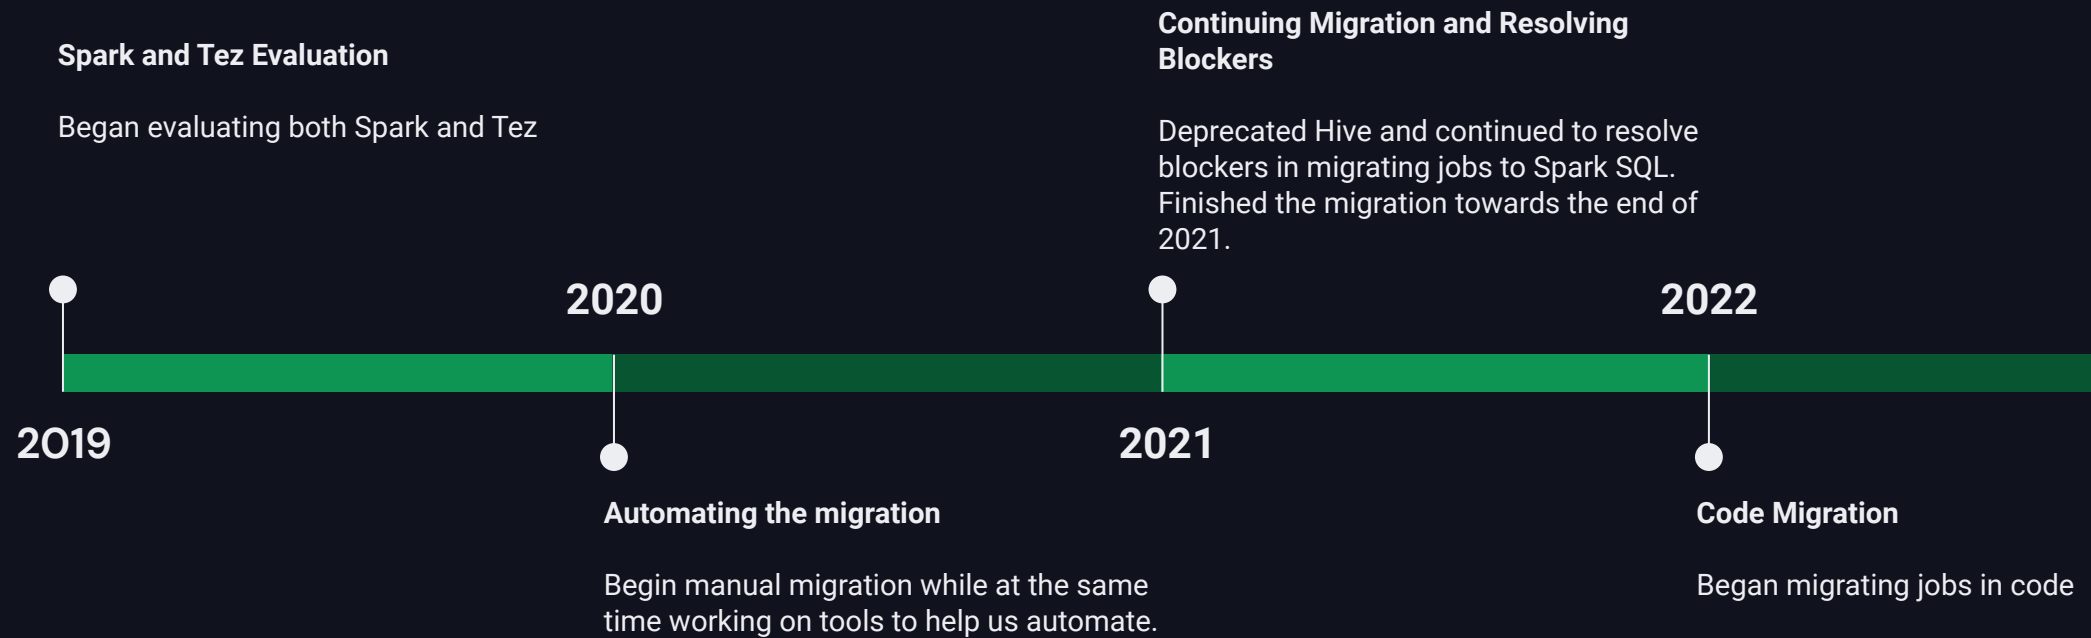 Spark and Tez Evaluation
Began evaluating both Spark and Tez
2019
2020
Automating the migration
Begin manual migration while at the same
time working on tools to help us automate.
Continuing Migration and Resolving
Blockers
Deprecated Hive and continued to resolve
blockers in migrating jobs to Spark SQL.
Finished the migration towards the end of
2021.
2021
2022
Code Migration
Began migrating jobs in code